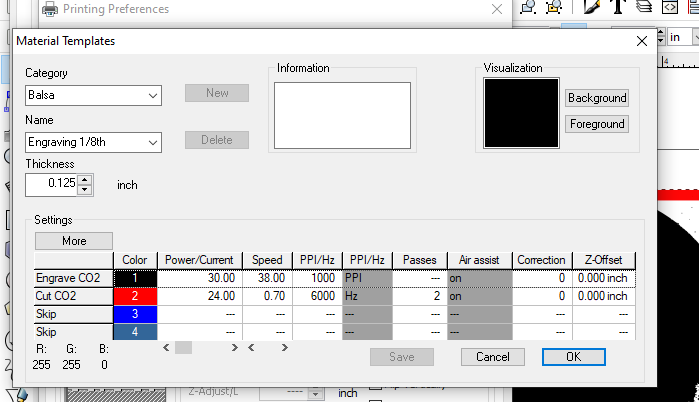 Printing Preferences
in
4
Material Templates
Category
Balsa
New
Information
Visualization
Background
Foreground
Name
Engraving 1/8th
Delete
Thickness
0.125 inch
Settings
More
Color Power/Current Speed PPI/Hz PPI/Hz Passes Air assist Correction Z-Offset
Engrave CO2 1 30.00 38.00 1000 PPI --- on 0 0.000 inch
Cut CO2 2 24.00 0.70 6000 Hz 2 on 0 0.000 inch
Skip 3 --- --- --- --- --- ---
Skip 4 --- --- --- --- --- ---
R: G: B:
255 255 0
Save Cancel OK
Z-Adjust/L ---- inch